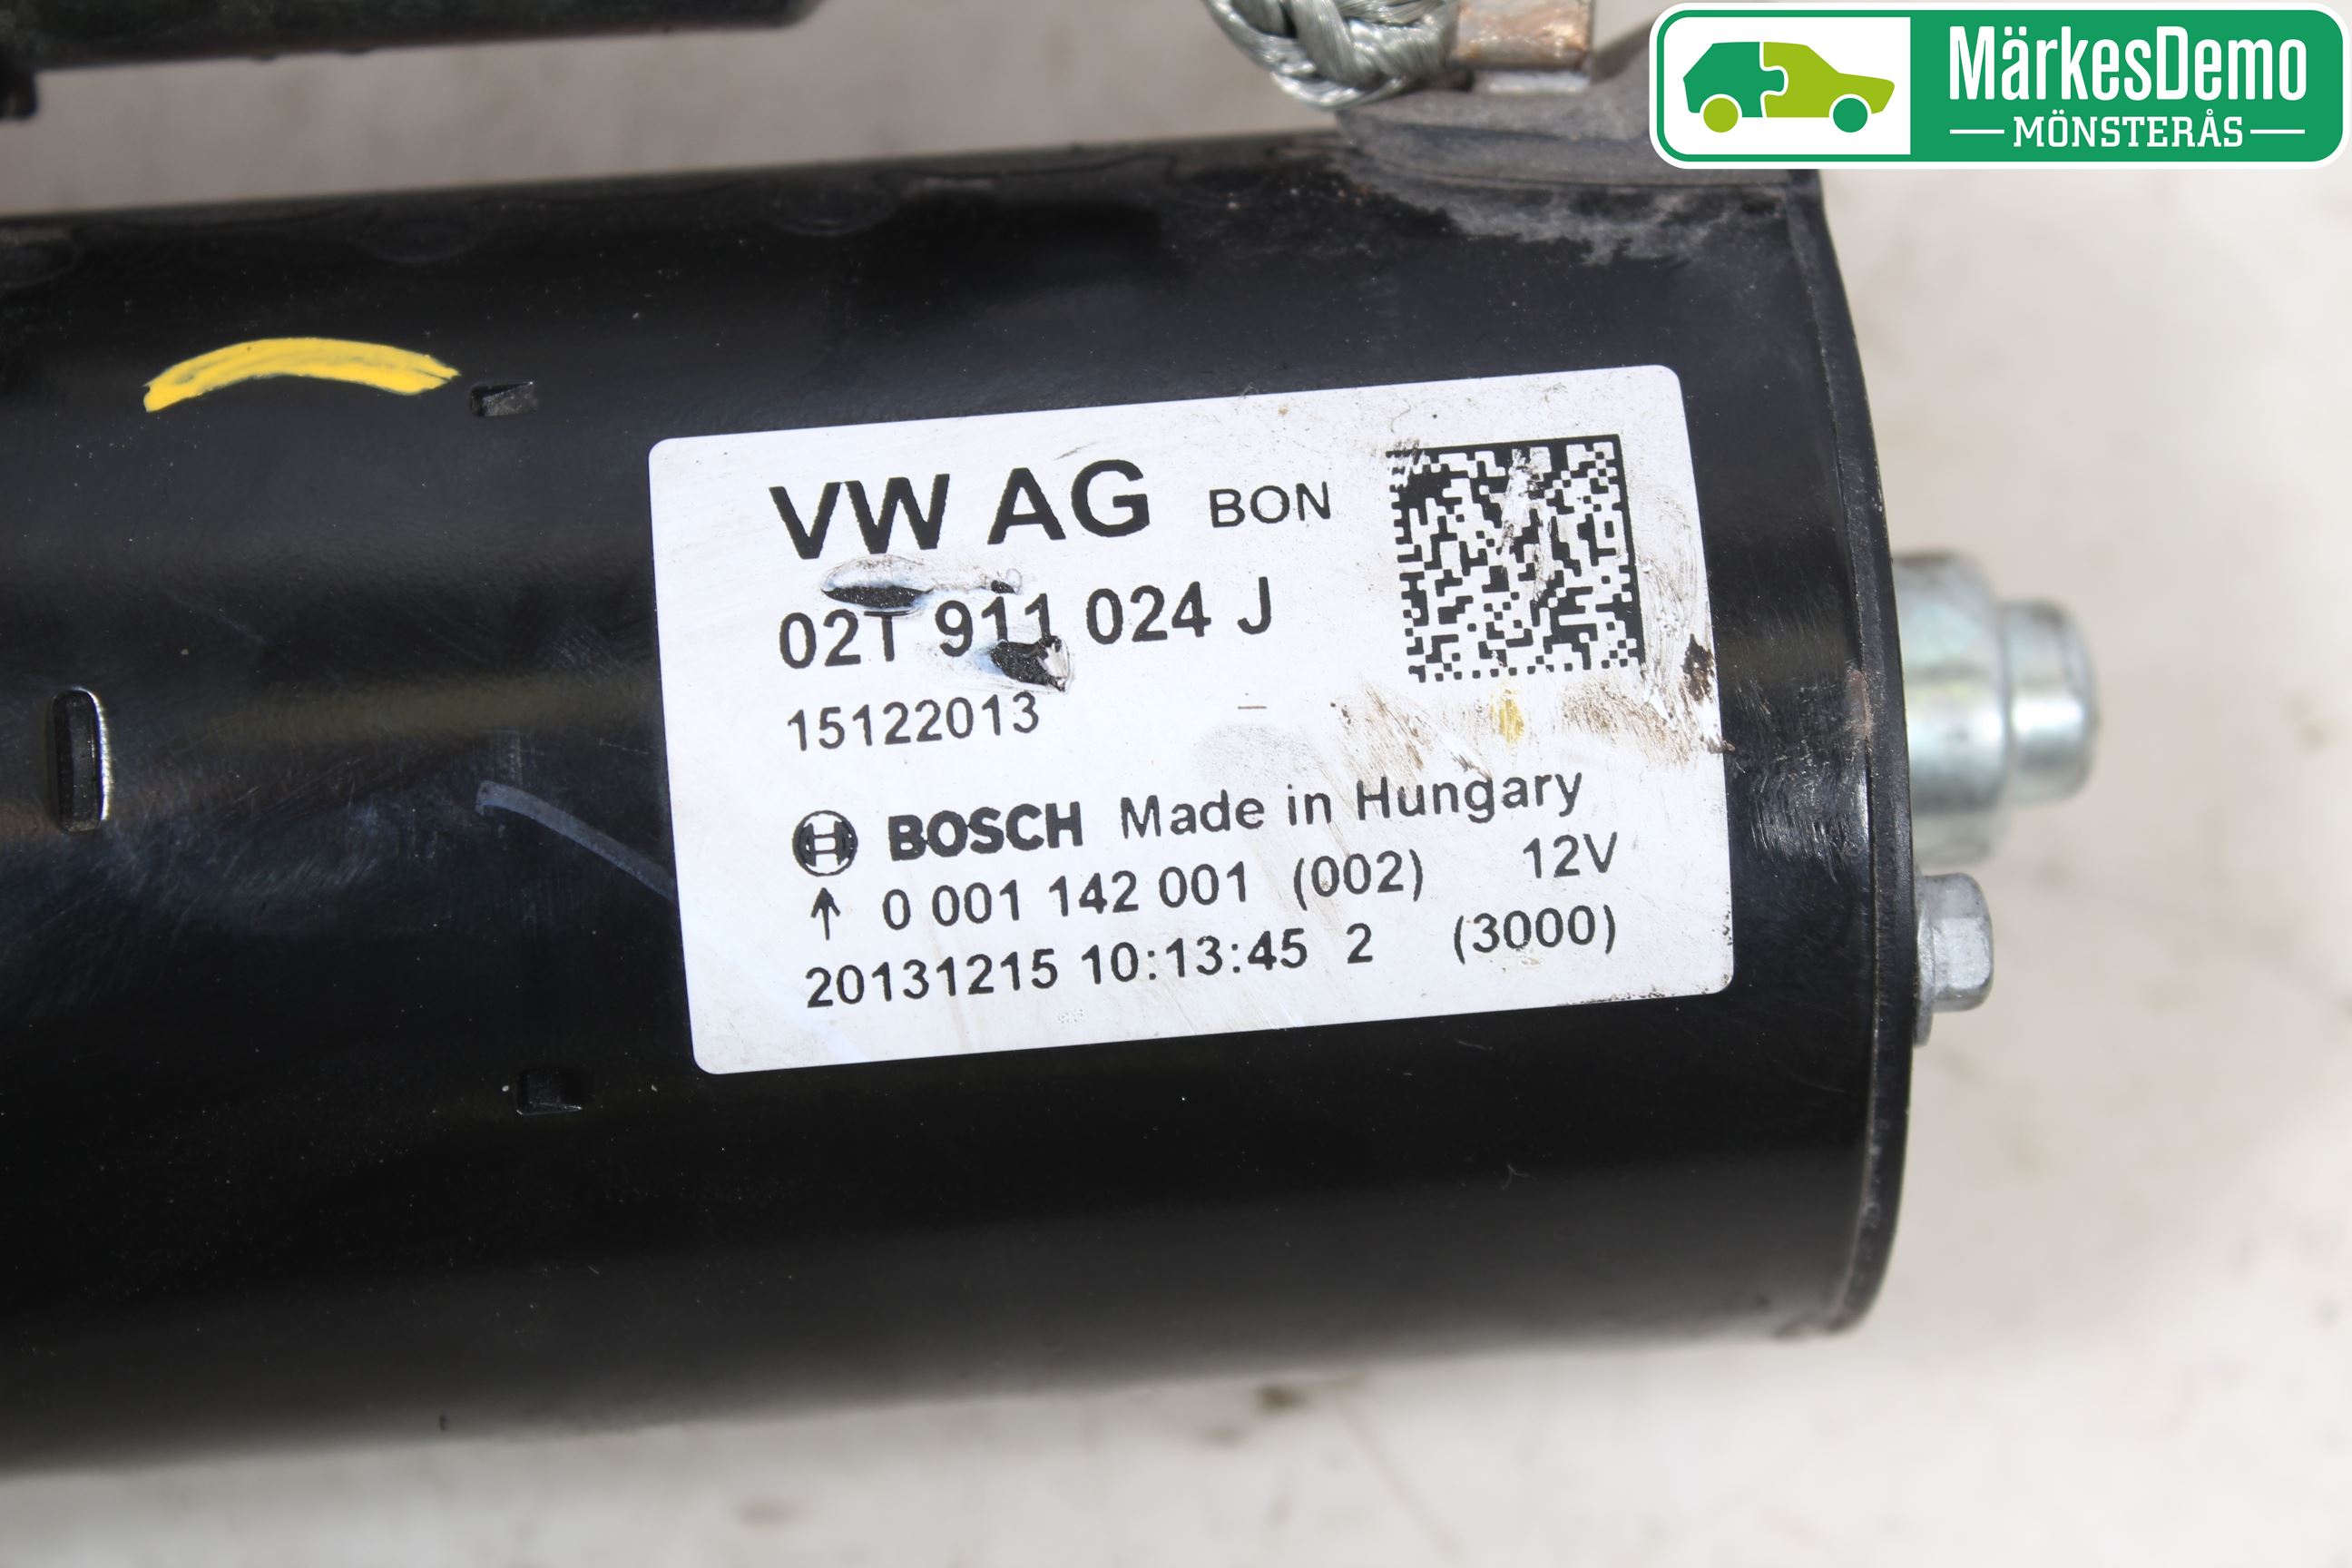 MärkesDemo
MÖNSTERÅS
VW AG BON
02T 911 024 J
15122013
BOSCH Made in Hungary
0 001 142 001 (002) 12V
20131215 10:13:45 2 (3000)